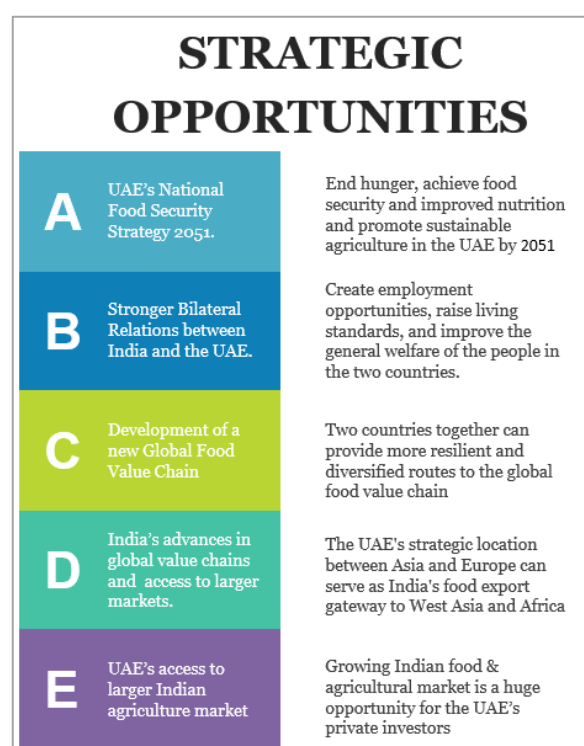 STRATEGIC
OPPORTUNITIES
A
UAE's National
Food Security
Strategy 2051.
End hunger, achieve food
security and improved nutrition
and promote sustainable
agriculture in the UAE by 2051
B
Stronger Bilateral
Relations between
India and the UAE.
Create employment
opportunities, raise living
standards, and improve the
general welfare of the people in
the two countries.
C
Development of a
new Global Food
Value Chain
Two countries together can
provide more resilient and
diversified routes to the global
food value chain
D
India's advances in
global value chains
and  access to larger
markets.
The UAE's strategic location
between Asia and Europe can
serve as India's food export
gateway to West Asia and Africa
E
UAE's access to
larger Indian
agriculture market
Growing Indian food &
agricultural market is a huge
opportunity for the UAE's
private investors